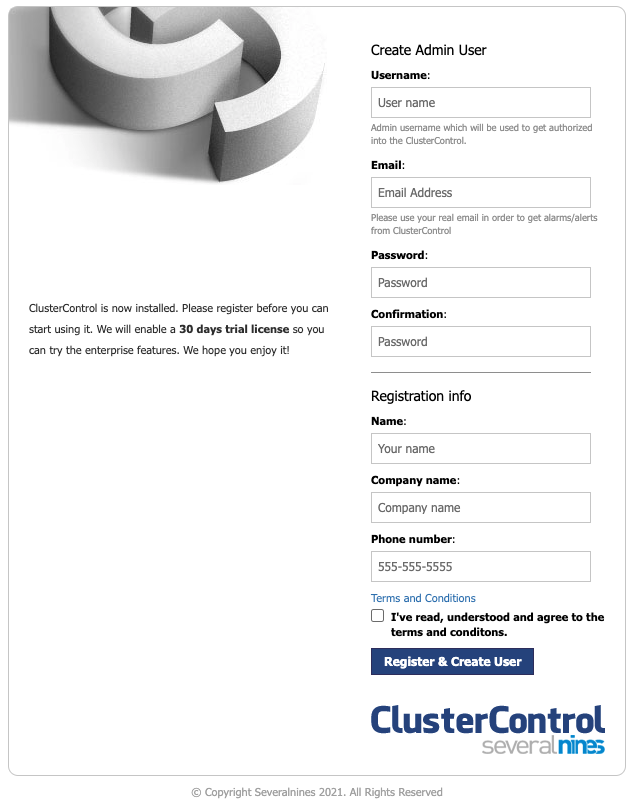 Create Admin User
Username:
User name
Admin username which will be used to get authorized
into the ClusterControl.
Email:
Email Address
Please use your real email in order to get alarms/alerts
from ClusterControl
Password:
Password
Confirmation:
Password
ClusterControl is now installed. Please register before you can
start using it. We will enable a 30 days trial license so you
can try the enterprise features. We hope you enjoy it!
Registration info
Name:
Your name
Company name:
Company name
Phone number:
555-555-5555
Terms and Conditions
I've read, understood and agree to the
terms and conditons.
Register & Create User
ClusterControl
severalnines
© Copyright Severalnines 2021. All Rights Reserved